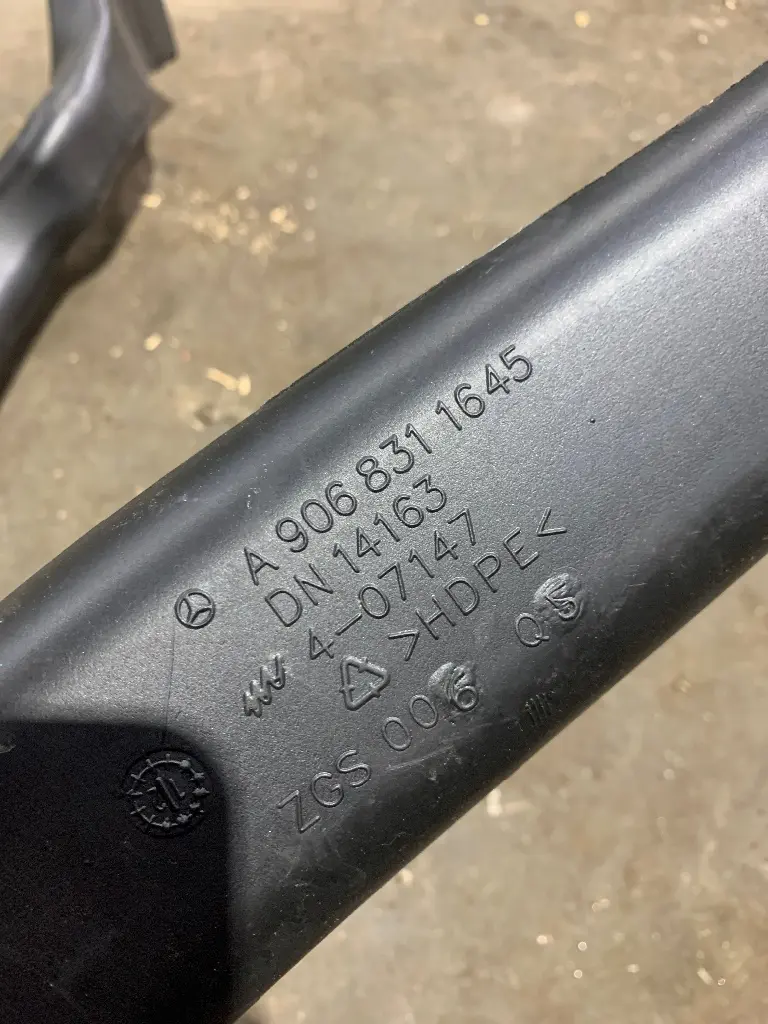 A 906 831 1645
DN 14163
4-07147
>HDPE<
ZGS 006 Q5